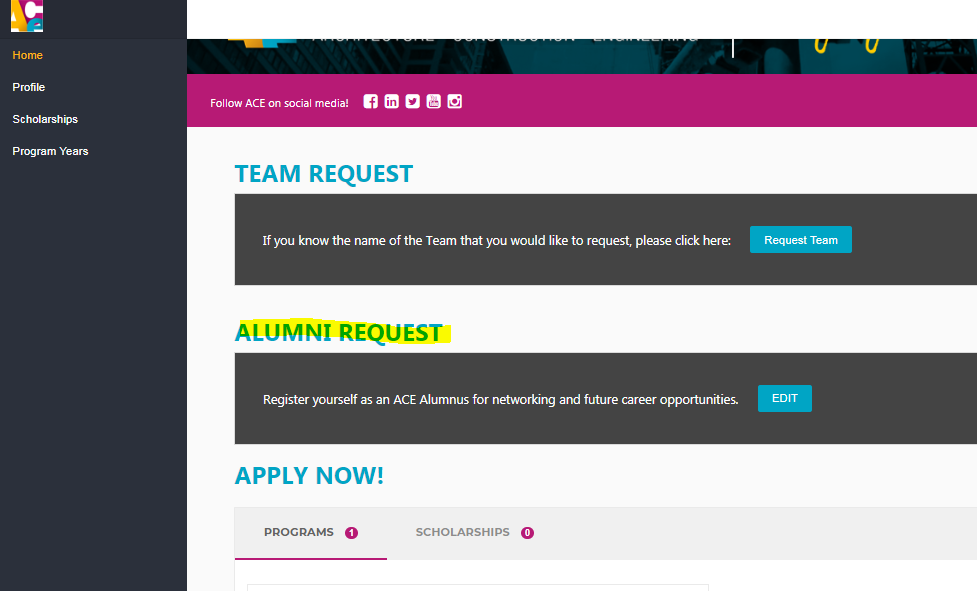 ACe
Home
Profile
Scholarships
Program Years
ARCHITECTURE CONSTRUCTION ENGINEERING
Follow ACE on social media!
TEAM REQUEST
If you know the name of the Team that you would like to request, please click here:
Request Team
ALUMNI REQUEST
Register yourself as an ACE Alumnus for networking and future career opportunities.
EDIT
APPLY NOW!
PROGRAMS 1
SCHOLARSHIPS 0